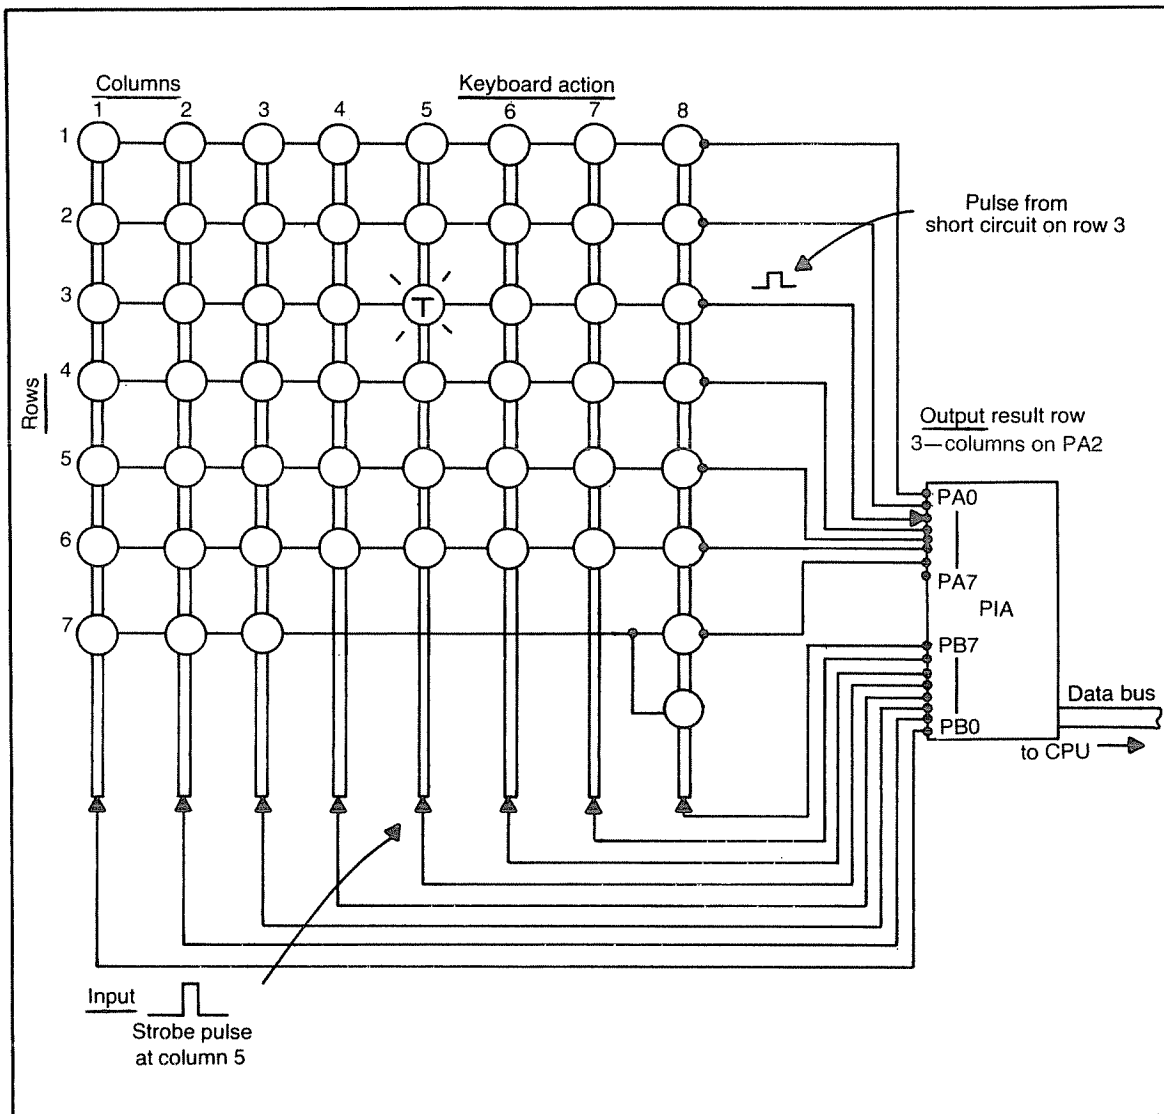 Columns
Keyboard action
1 2 3 4 5 6 7 8
1
2
3
4
5
6
7
Rows
T
Pulse from
short circuit on row 3
Output result row
3—columns on PA2
PA0
PA7
PIA
PB7
PB0
Data bus
to CPU
Input
Strobe pulse
at column 5